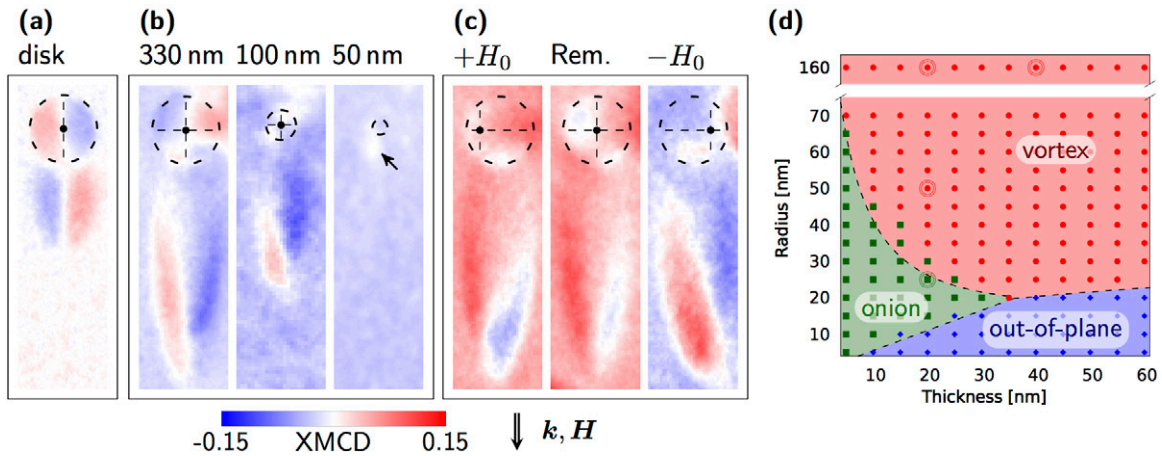 (a)
disk
(b)
330 nm 100 nm 50 nm
(c)
+H₀ Rem. −H₀
-0.15 XMCD 0.15
k, H
(d)
160
70
60
50
40
30
20
10
Radius [nm]
vortex
onion
out-of-plane
10 20 30 40 50 60
Thickness [nm]